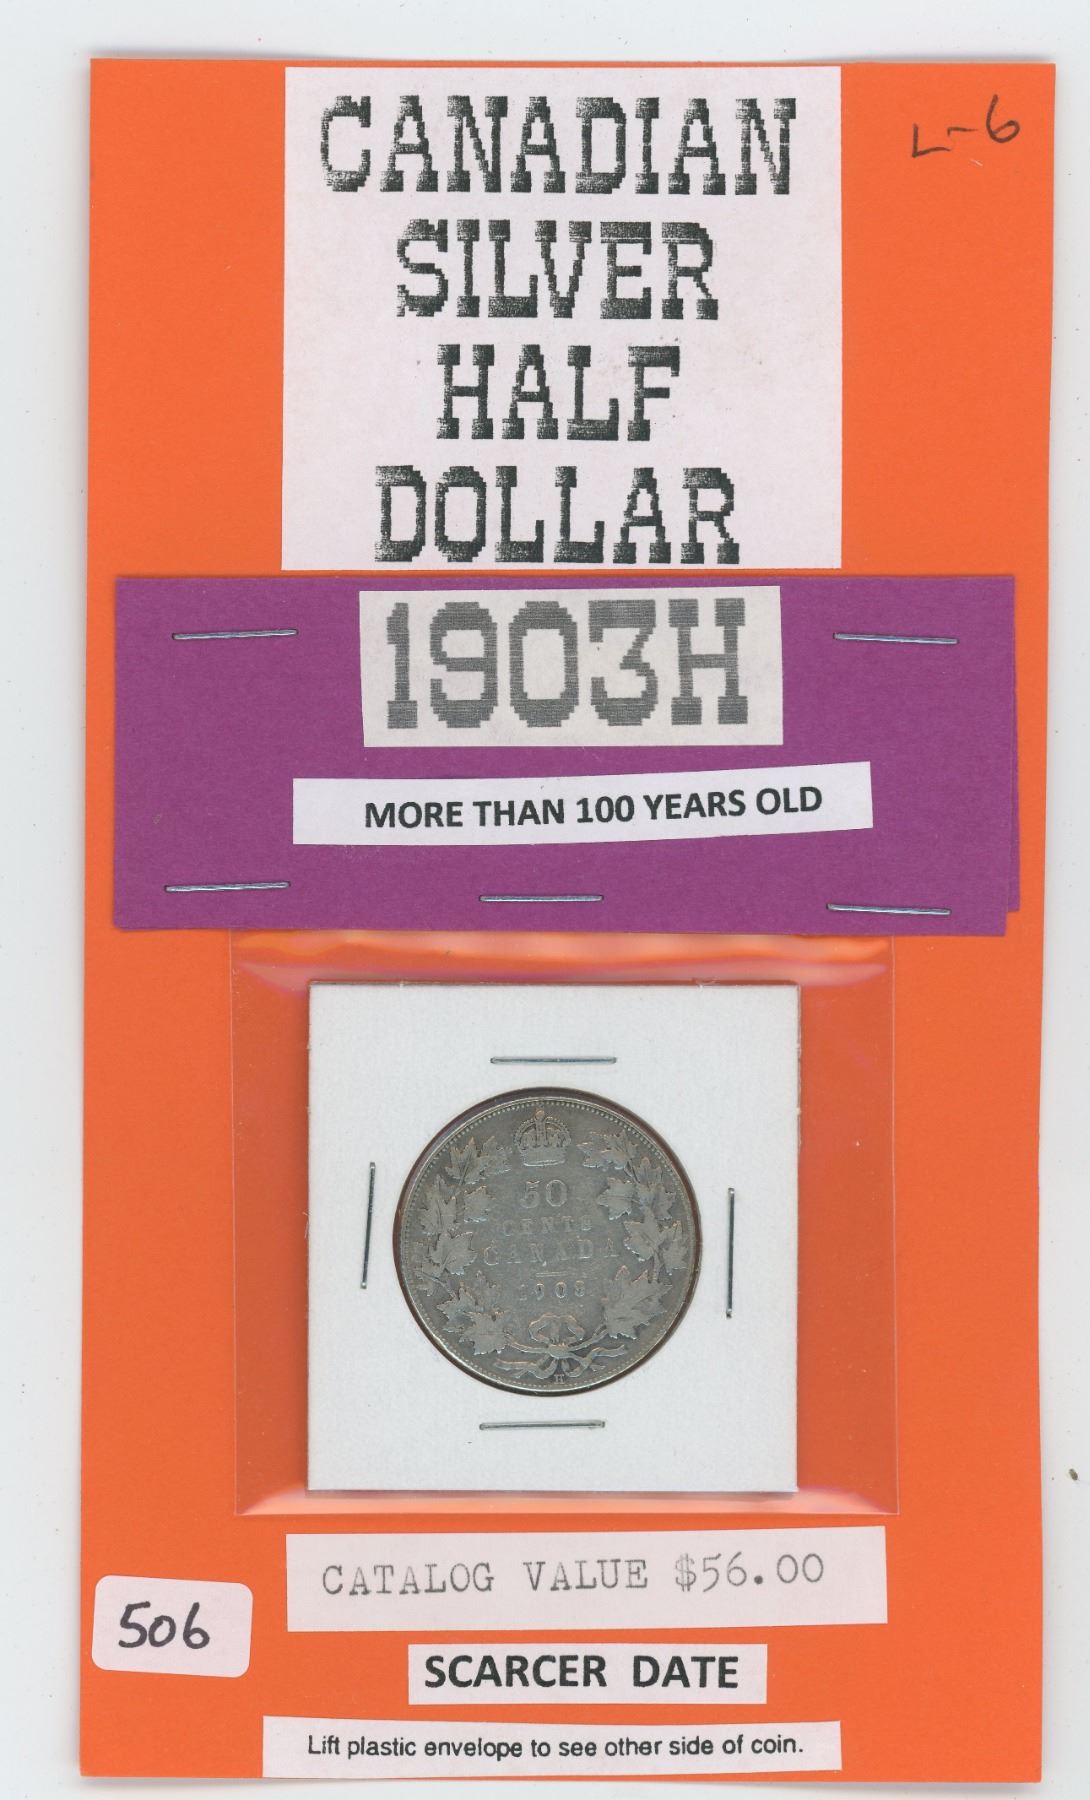 L-6
CANADIAN
SILVER
HALF
DOLLAR
1903H
MORE THAN 100 YEARS OLD
50
CENTS
CANADA
1903
H
CATALOG VALUE $56.00
506
SCARCER DATE
Lift plastic envelope to see other side of coin.